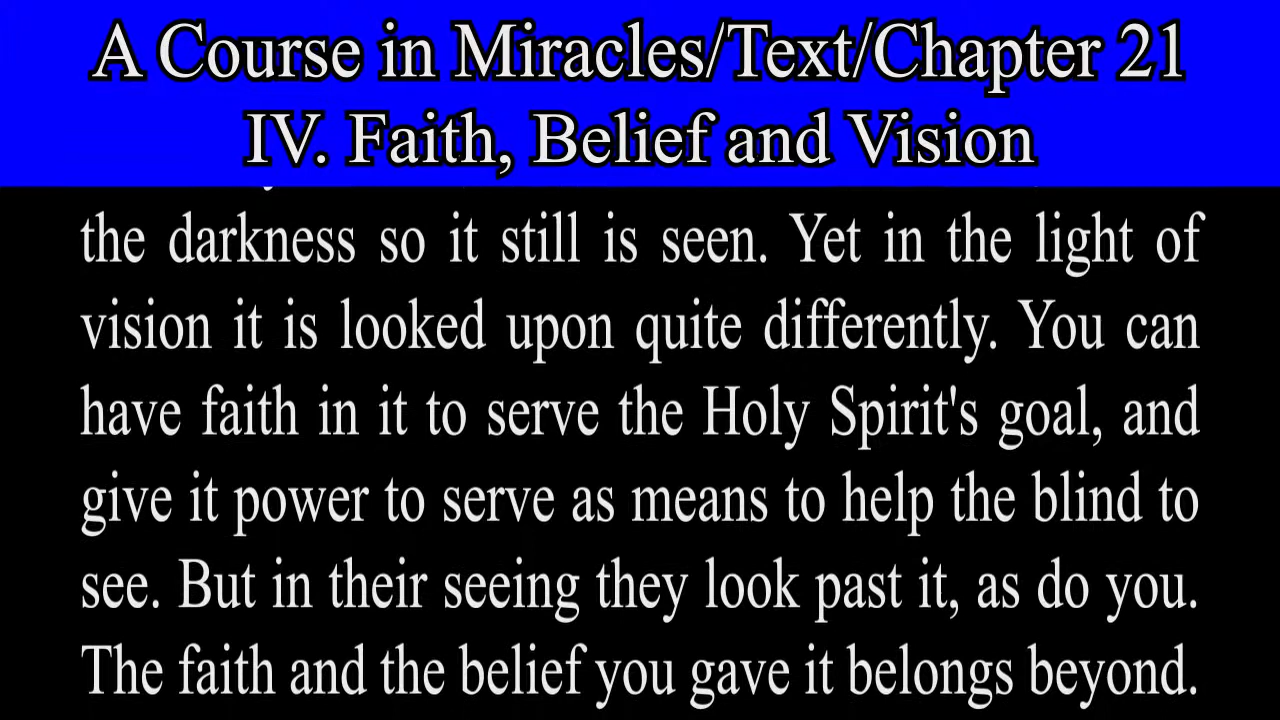 A Course in Miracles/Text/Chapter 21
IV. Faith, Belief and Vision
the darkness so it still is seen. Yet in the light of
vision it is looked upon quite differently. You can
have faith in it to serve the Holy Spirit's goal, and
give it power to serve as means to help the blind to
see. But in their seeing they look past it, as do you.
The faith and the belief you gave it belongs beyond.